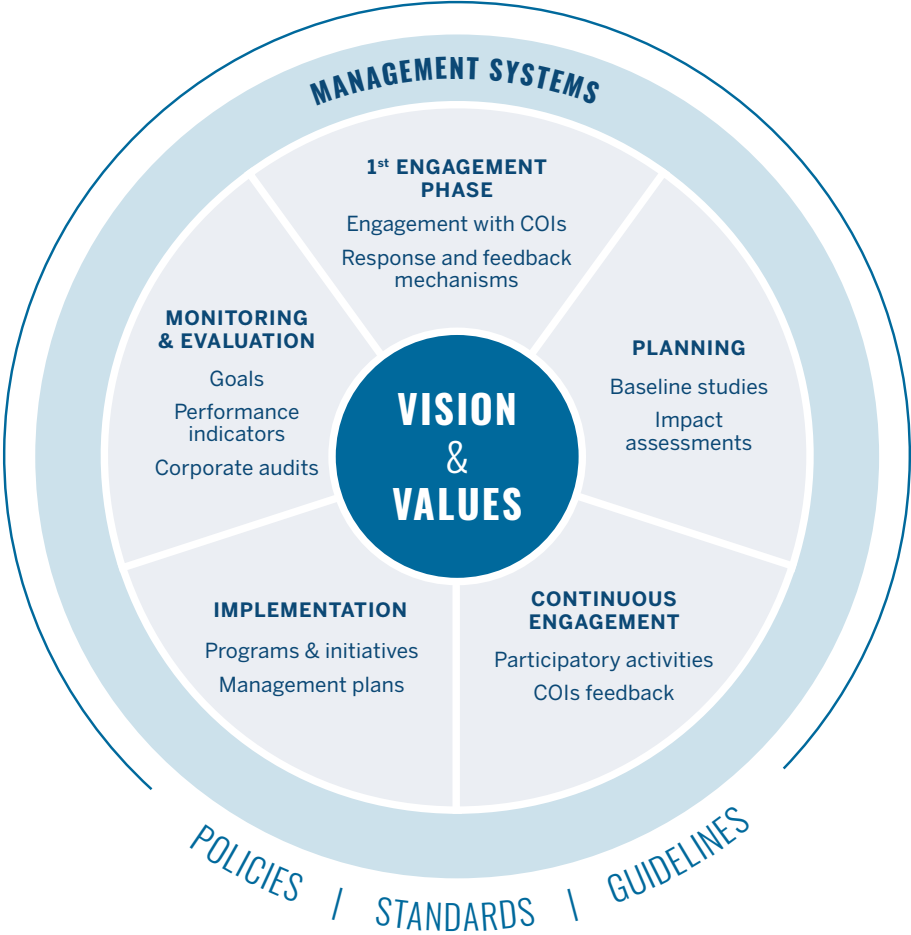 MANAGEMENT SYSTEMS
1st ENGAGEMENT
PHASE
Engagement with COIs
Response and feedback
mechanisms
PLANNING
Baseline studies
Impact
assessments
CONTINUOUS
ENGAGEMENT
Participatory activities
COIs feedback
IMPLEMENTATION
Programs & initiatives
Management plans
MONITORING
& EVALUATION
Goals
Performance
indicators
Corporate audits
VISION
&
VALUES
POLICIES | STANDARDS | GUIDELINES